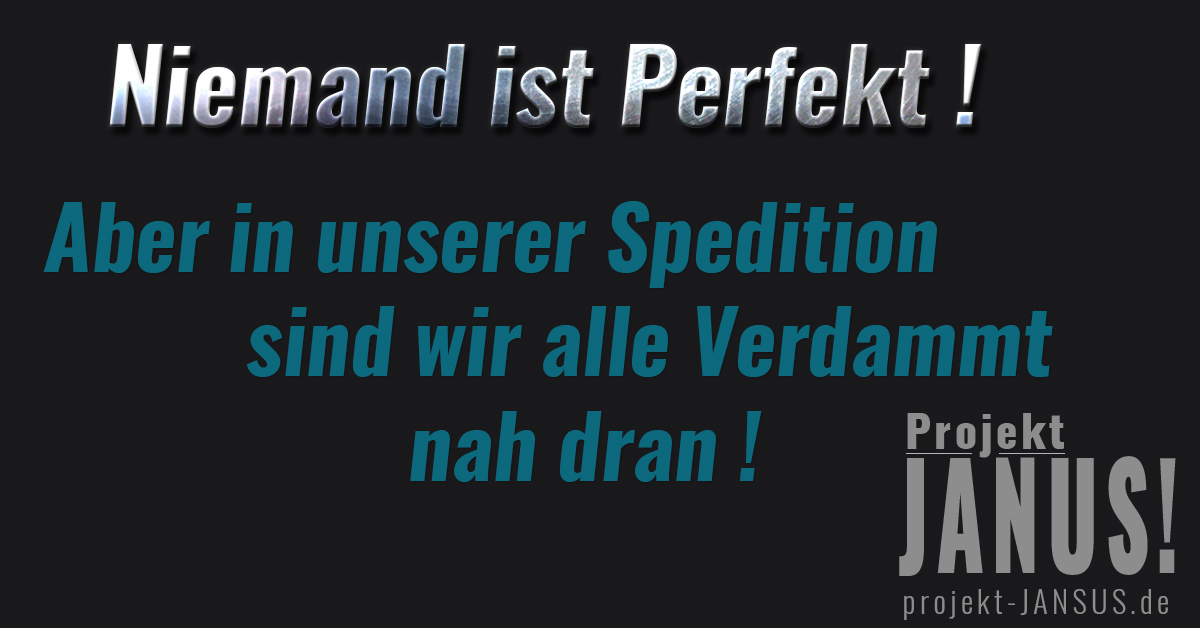 Niemand ist Perfekt !
Aber in unserer Spedition
sind wir alle Verdammt
nah dran !
Projekt
JANUS!
projekt-JANSUS.de